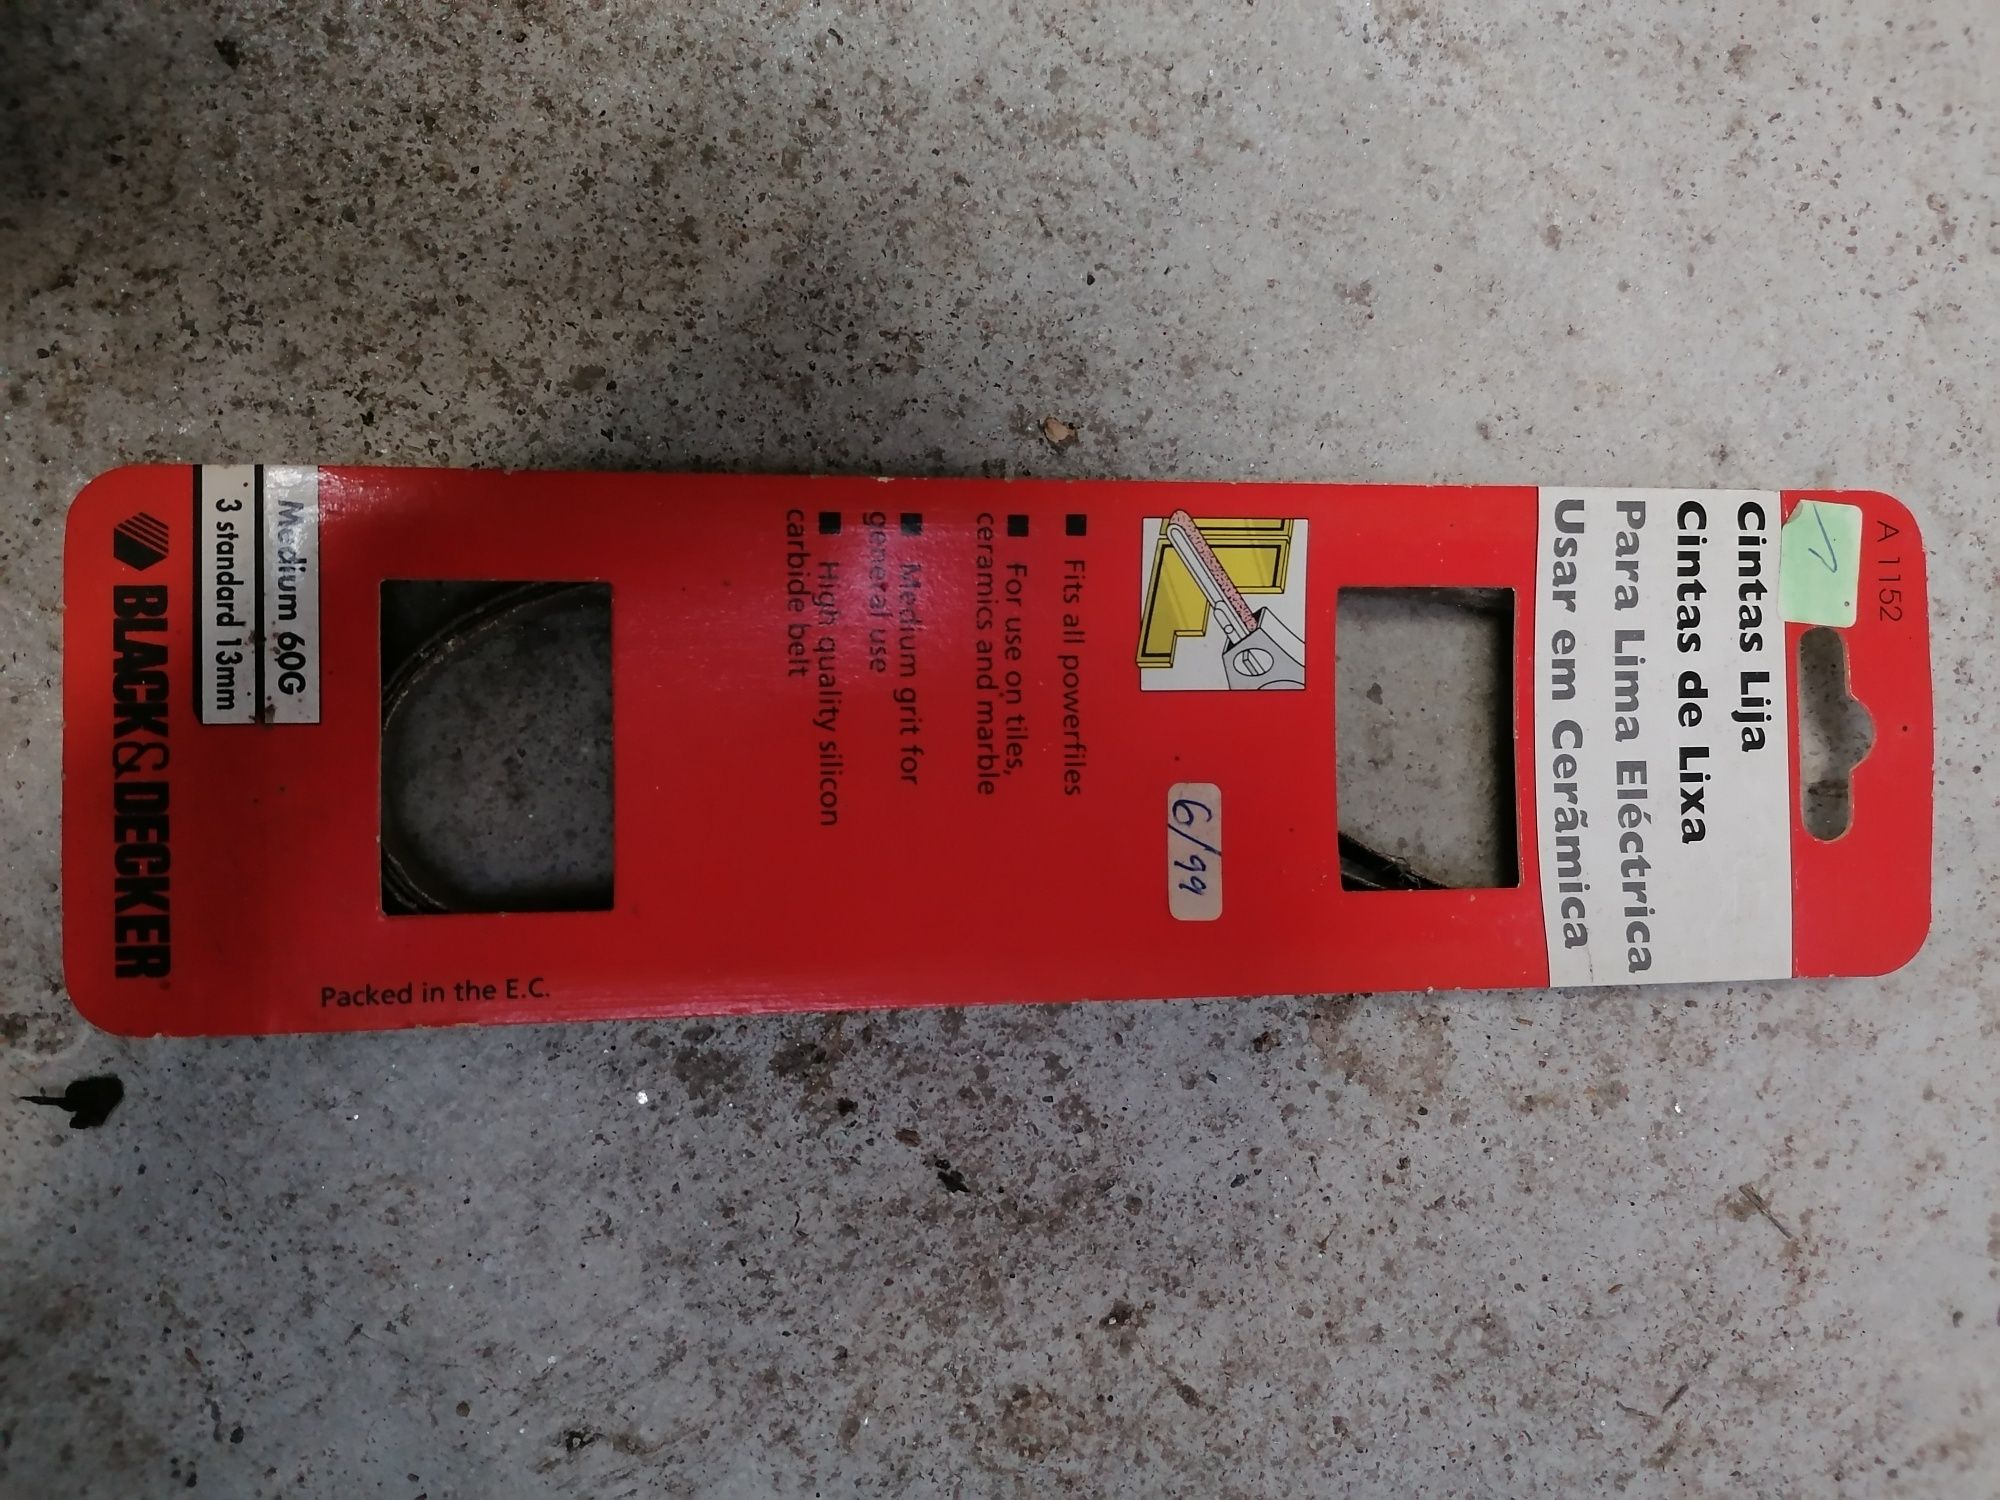 A 1152
Cintas Lija
Cintas de Lixa
Para Lima Eléctrica
Usar em Cerâmica
6/99
■ Fits all powerfiles
■ For use on tiles,
ceramics and marble
■ Medium grit for
general use
■ High quality silicon
carbide belt
Packed in the E.C.
Medium 60G
3 standard 13mm
BLACK&DECKER®